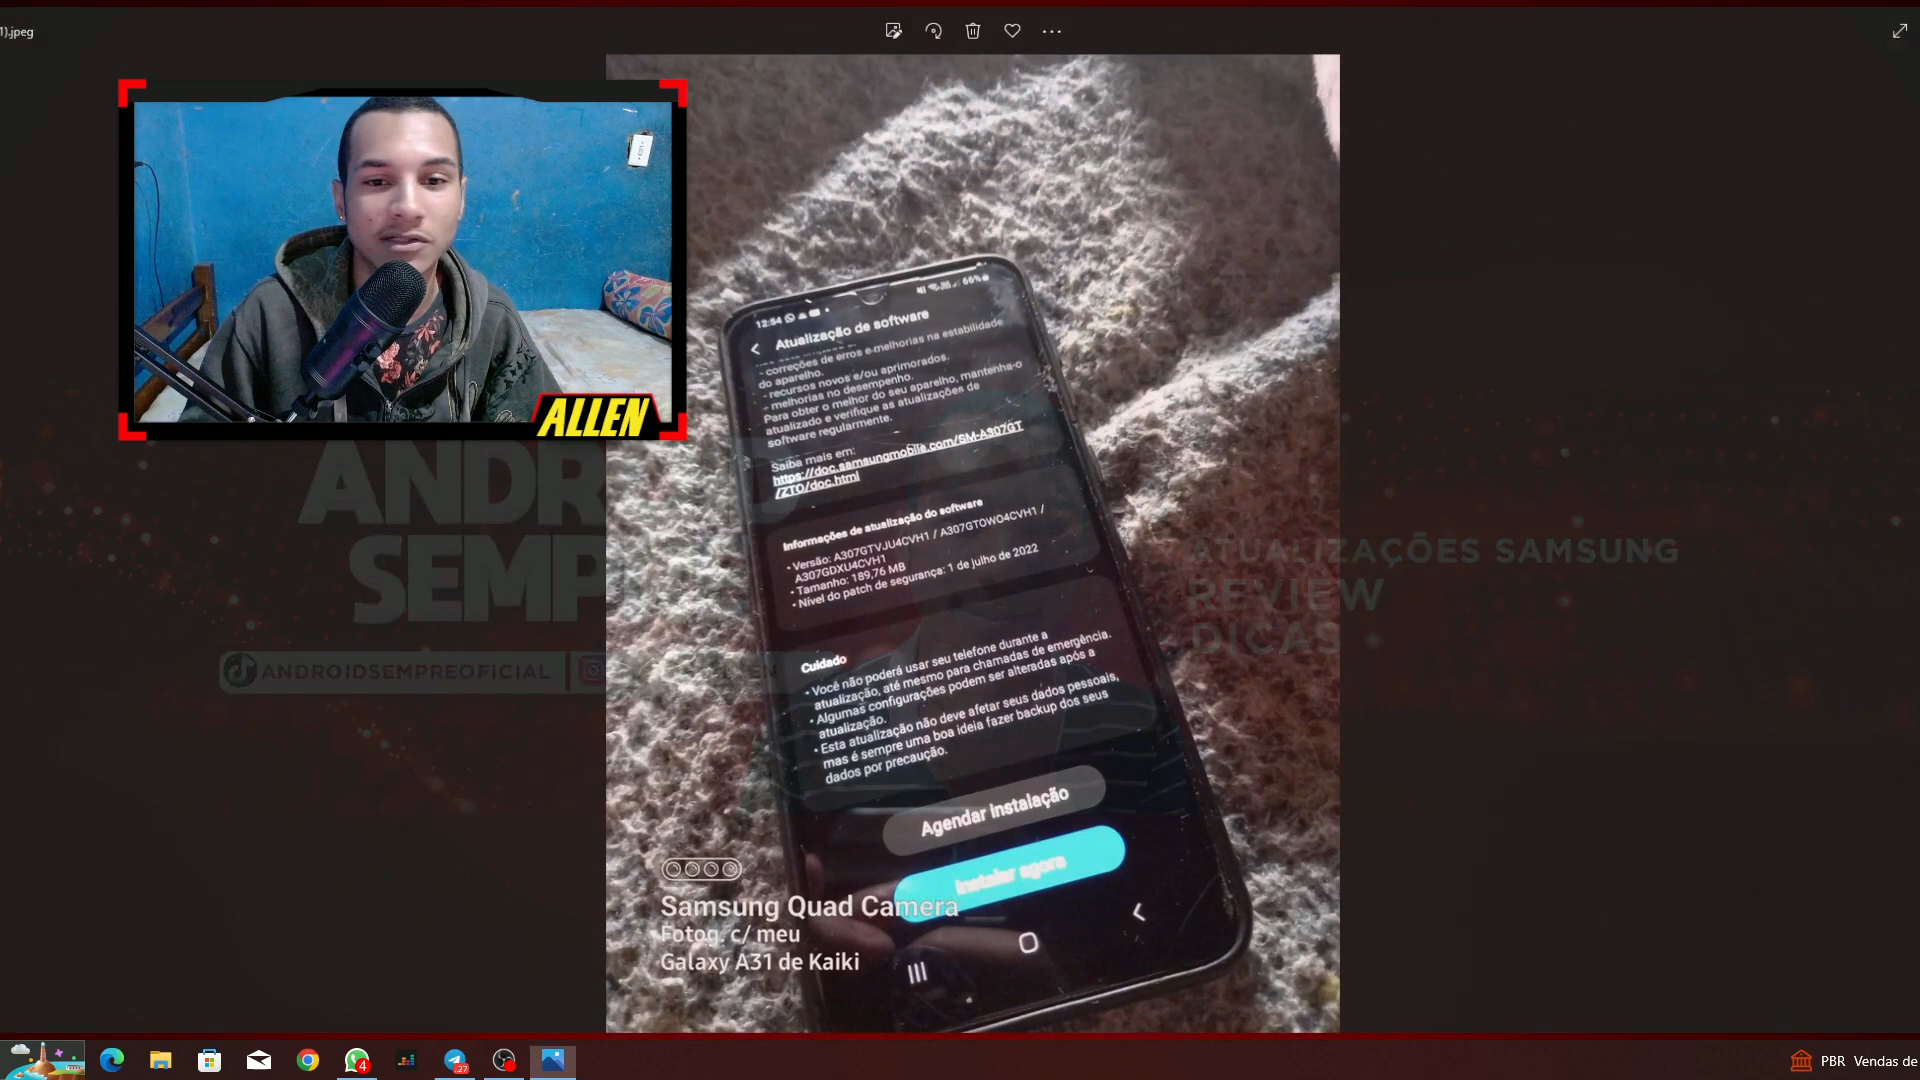 1).jpeg
ALLEN
ANDR
SEMP
ANDROIDSEMPREOFICIAL
ATUALIZAÇÕES SAMSUNG
REVIEW
DICAS
12:54
66%
Atualização de software
- correções de erros e melhorias na estabilidade
do aparelho.
- recursos novos e/ou aprimorados.
- melhorias no desempenho.
Para obter o melhor do seu aparelho, mantenha-o
atualizado e verifique as atualizações de
software regularmente.
Saiba mais em:
https://doc.samsungmobile.com/SM-A307GT
/ZTO/doc.html
Informações de atualização do software
• Versão: A307GTVJU4CVH1 / A307GTOWO4CVH1 /
A307GDXU4CVH1
• Tamanho: 189,76 MB
• Nível do patch de segurança: 1 de julho de 2022
Cuidado
• Você não poderá usar seu telefone durante a
atualização, até mesmo para chamadas de emergência.
• Algumas configurações podem ser alteradas após a
atualização.
• Esta atualização não deve afetar seus dados pessoais,
mas é sempre uma boa ideia fazer backup dos seus
dados por precaução.
Agendar instalação
Instalar agora
Samsung Quad Camera
Fotog. c/ meu
Galaxy A31 de Kaiki
4
27
PBR Vendas de